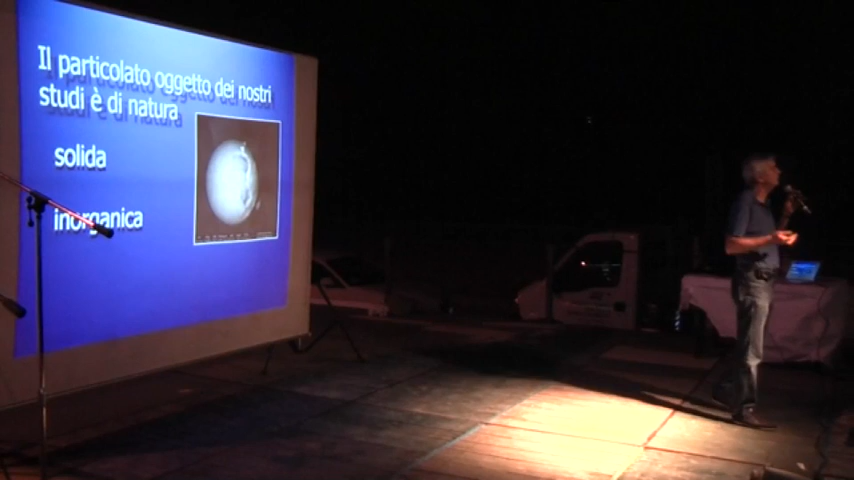 Il particolato oggetto dei nostri
studi è di natura
solida
inorganica